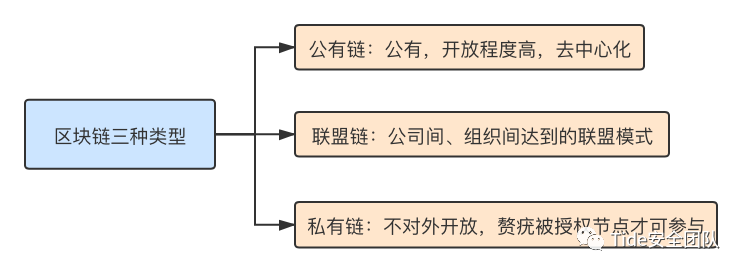 公有链：公有，开放程度高，去中心化
区块链三种类型
联盟链：公司间、组织间达到的联盟模式
私有链：不对外开放，赘疣被授权节点才可参与
Tide安全团队